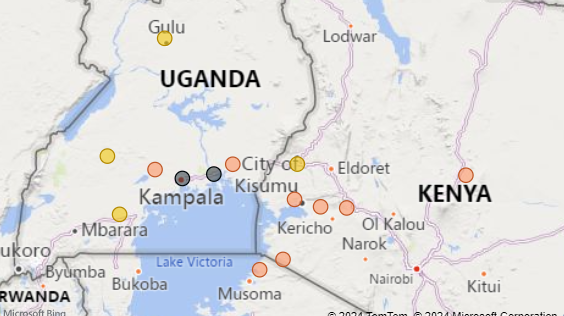 Gulu
Lodwar
UGANDA
City of
Eldoret
Kisumu
Kampala
KENYA
Kericho
Ol Kalou
Mbarara
Narok
ukoro
Lake Victoria
Byumba
Nairobi
Bukoba
Kitui
RWANDA
Musoma
Microsoft Bing
© 2024 TomTom, © 2024 Microsoft Corporation,